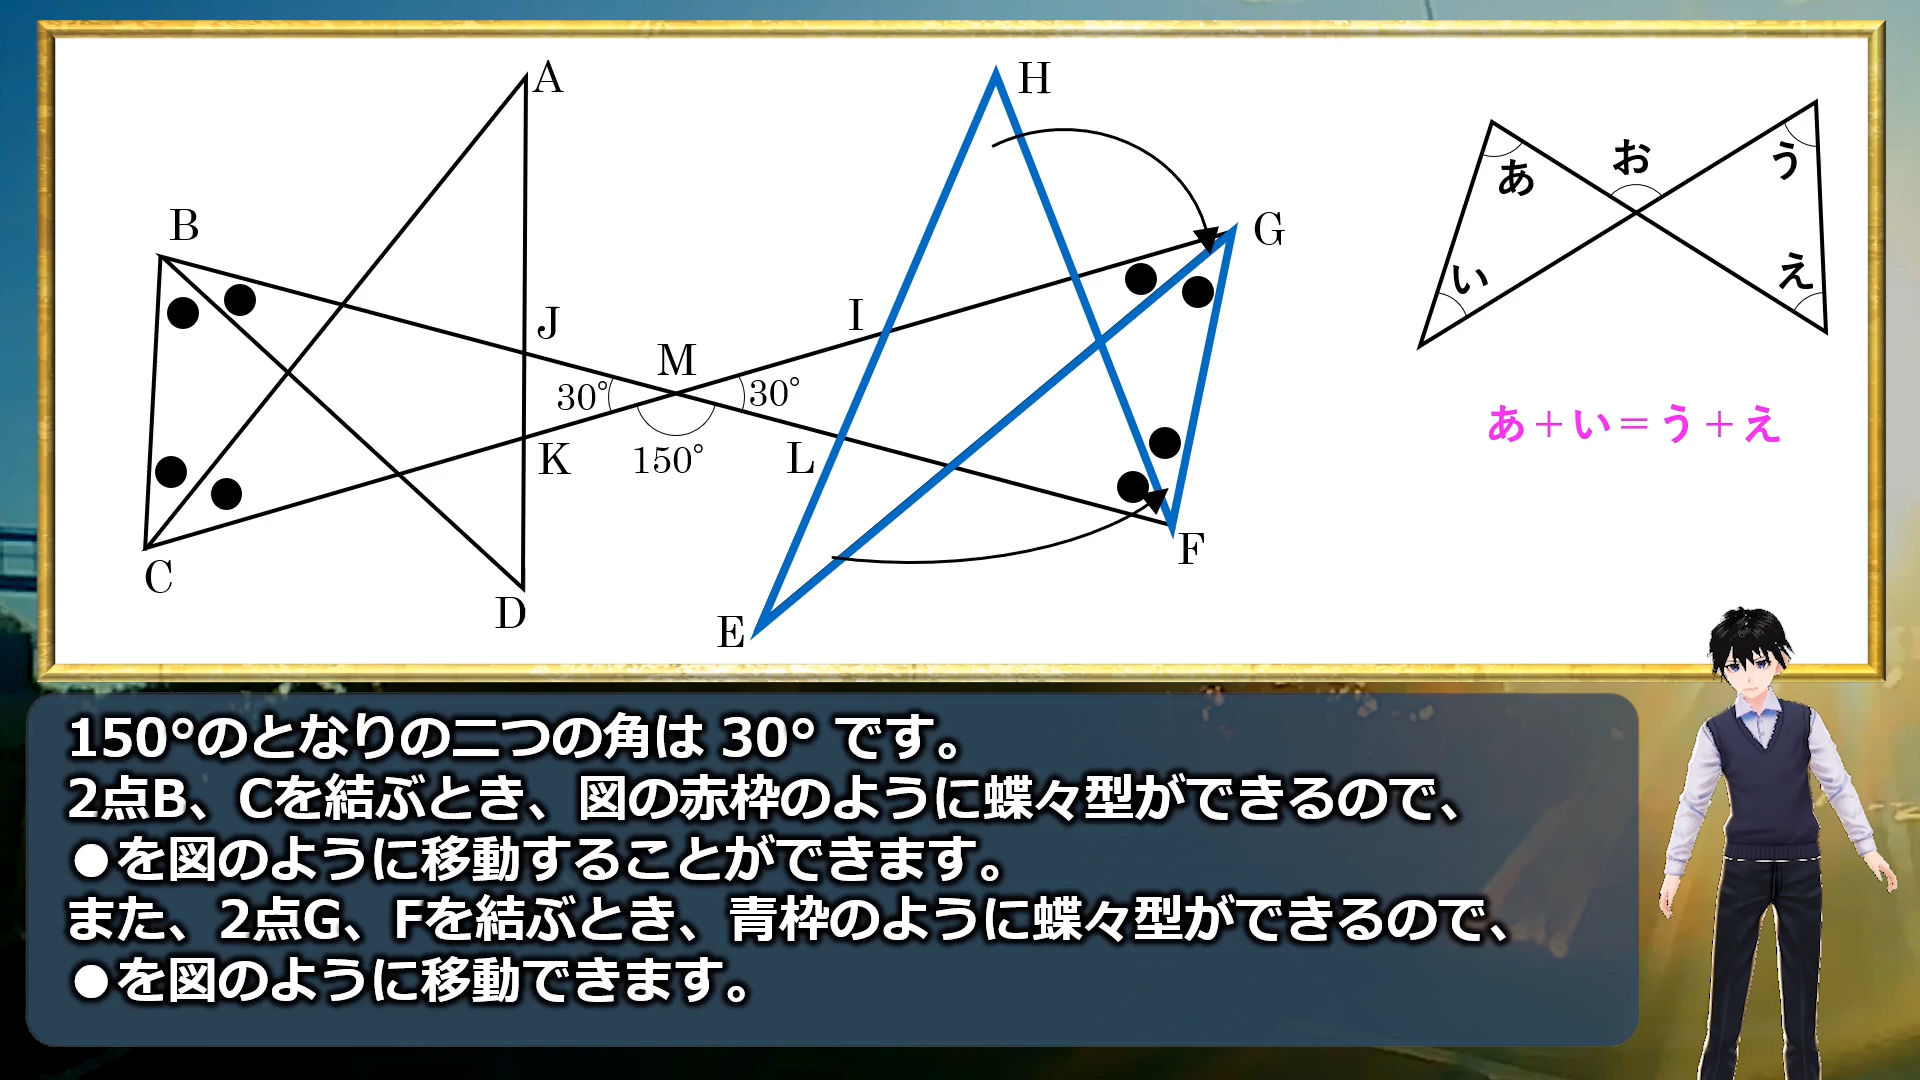 A
H
B
G
あ
お
う
い
え
J
I
M
30°
30°
K
150°
L
あ＋い＝う＋え
C
F
D
E
150°のとなりの二つの角は 30° です。
2点B、Cを結ぶとき、図の赤枠のように蝶々型ができるので、
●を図のように移動することができます。
また、2点G、Fを結ぶとき、青枠のように蝶々型ができるので、
●を図のように移動できます。